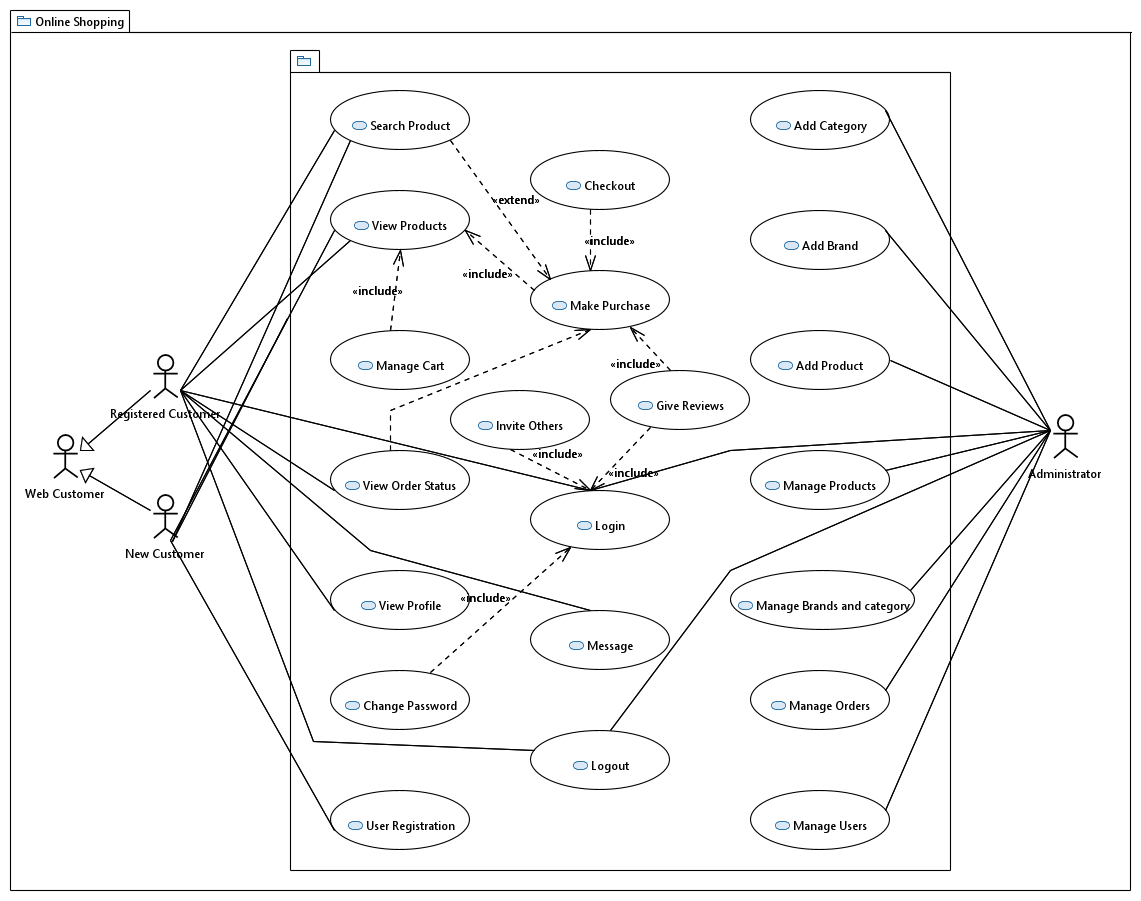 Online Shopping
Search Product
Add Category
Checkout
«extend»
View Products
Add Brand
«include»
«include»
«include»
Make Purchase
Manage Cart
«include»
Add Product
Registered Customer
Give Reviews
Invite Others
«include»
«include»
Web Customer
View Order Status
Manage Products
Administrator
Login
New Customer
«include»
View Profile
Manage Brands and category
Message
Change Password
Manage Orders
Logout
User Registration
Manage Users